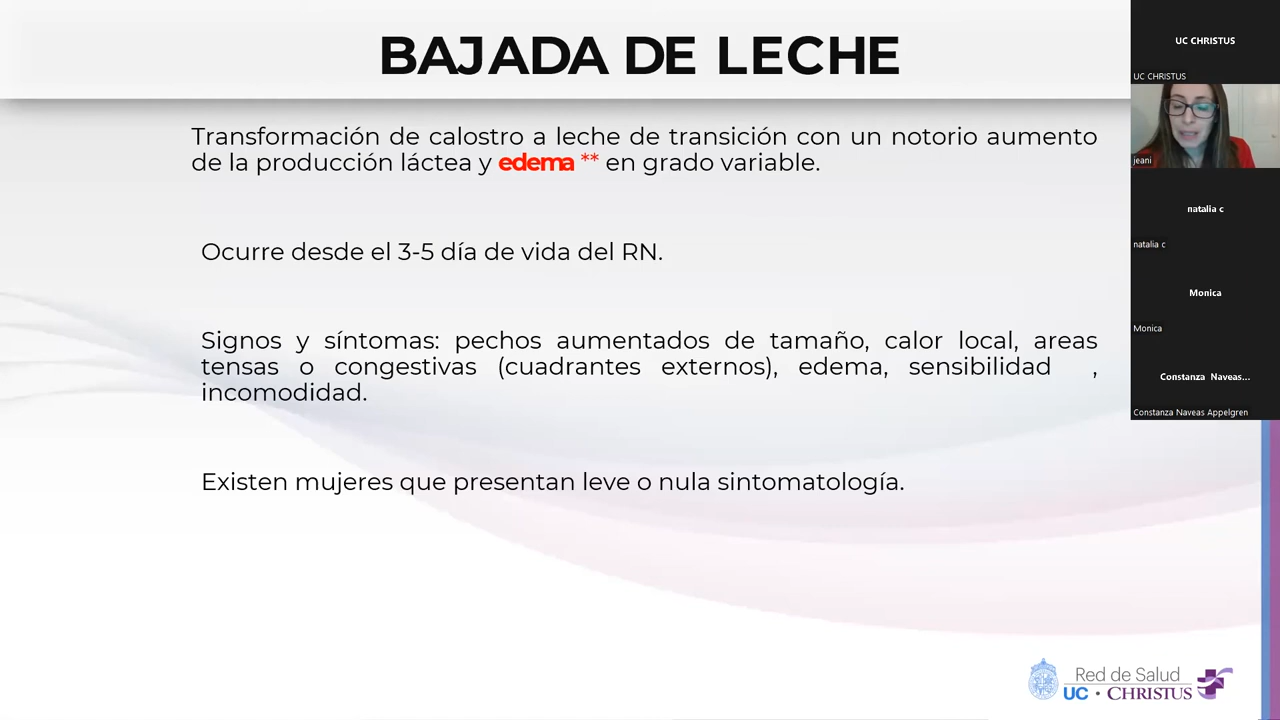 BAJADA DE LECHE
Transformación de calostro a leche de transición con un notorio aumento
de la producción láctea y edema ** en grado variable.
Ocurre desde el 3-5 día de vida del RN.
Signos y síntomas: pechos aumentados de tamaño, calor local, areas
tensas o congestivas (cuadrantes externos), edema, sensibilidad ,
incomodidad.
Existen mujeres que presentan leve o nula sintomatología.
UC CHRISTUS
UC CHRISTUS
jeani
natalia c
natalia c
Monica
Monica
Constanza Naveas...
Constanza Naveas Appelgren
Red de Salud
UC · CHRISTUS